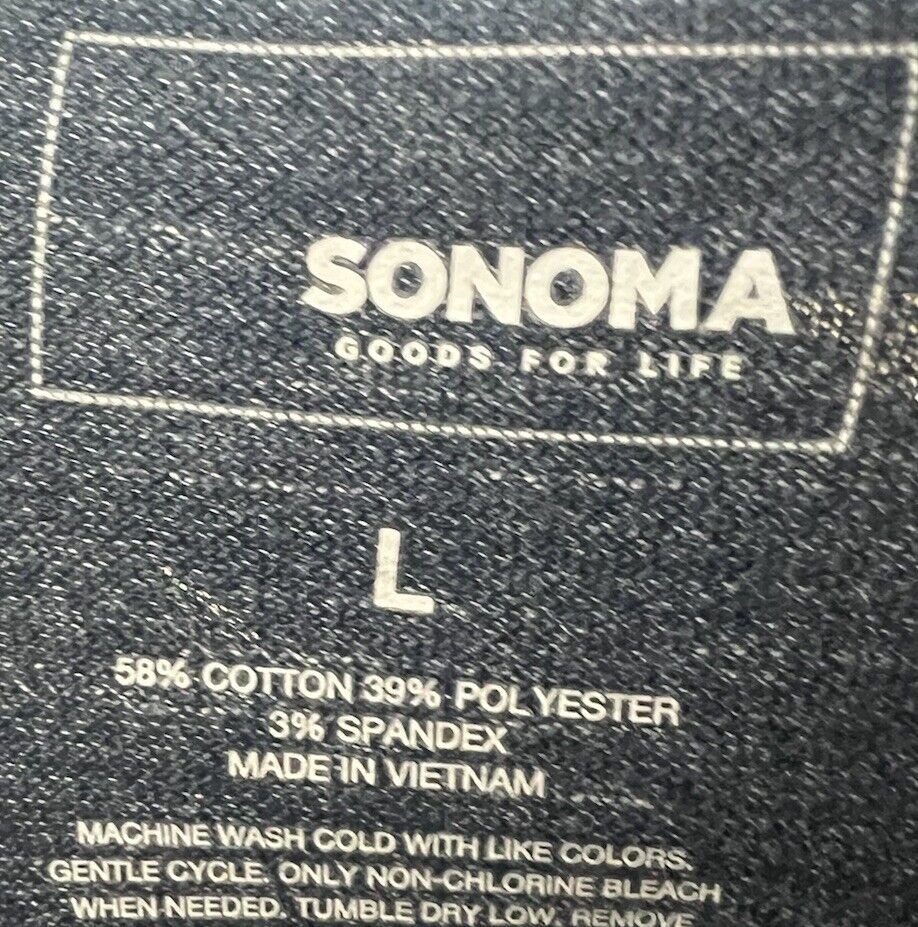 SONOMA
GOODS FOR LIFE
L
58% COTTON 39% POLYESTER
3% SPANDEX
MADE IN VIETNAM
MACHINE WASH COLD WITH LIKE COLORS.
GENTLE CYCLE. ONLY NON-CHLORINE BLEACH
WHEN NEEDED. TUMBLE DRY LOW. REMOVE